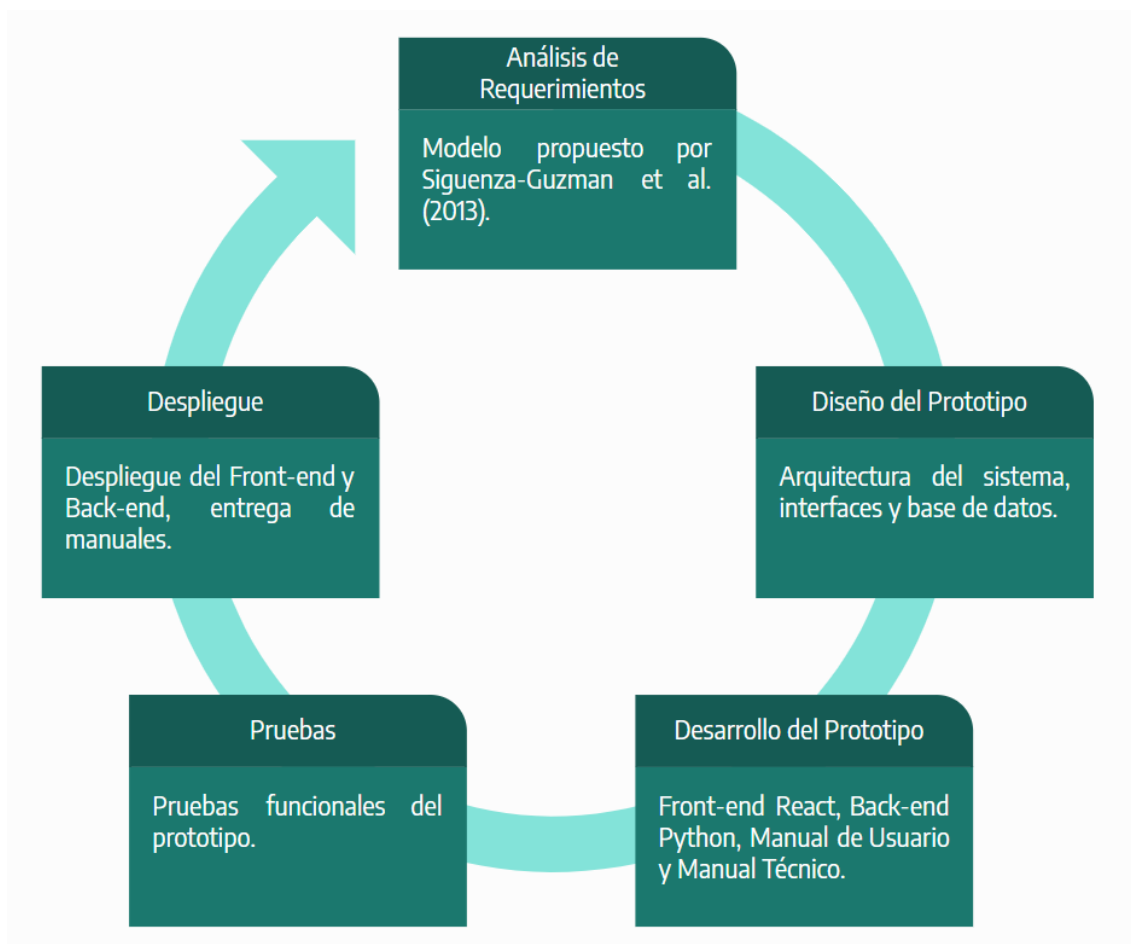 Análisis de
Requerimientos
Modelo propuesto por
Siguenza-Guzman et al.
(2013).
Diseño del Prototipo
Arquitectura del sistema,
interfaces y base de datos.
Desarrollo del Prototipo
Front-end React, Back-end
Python, Manual de Usuario
y Manual Técnico.
Pruebas
Pruebas funcionales del
prototipo.
Despliegue
Despliegue del Front-end y
Back-end, entrega de
manuales.